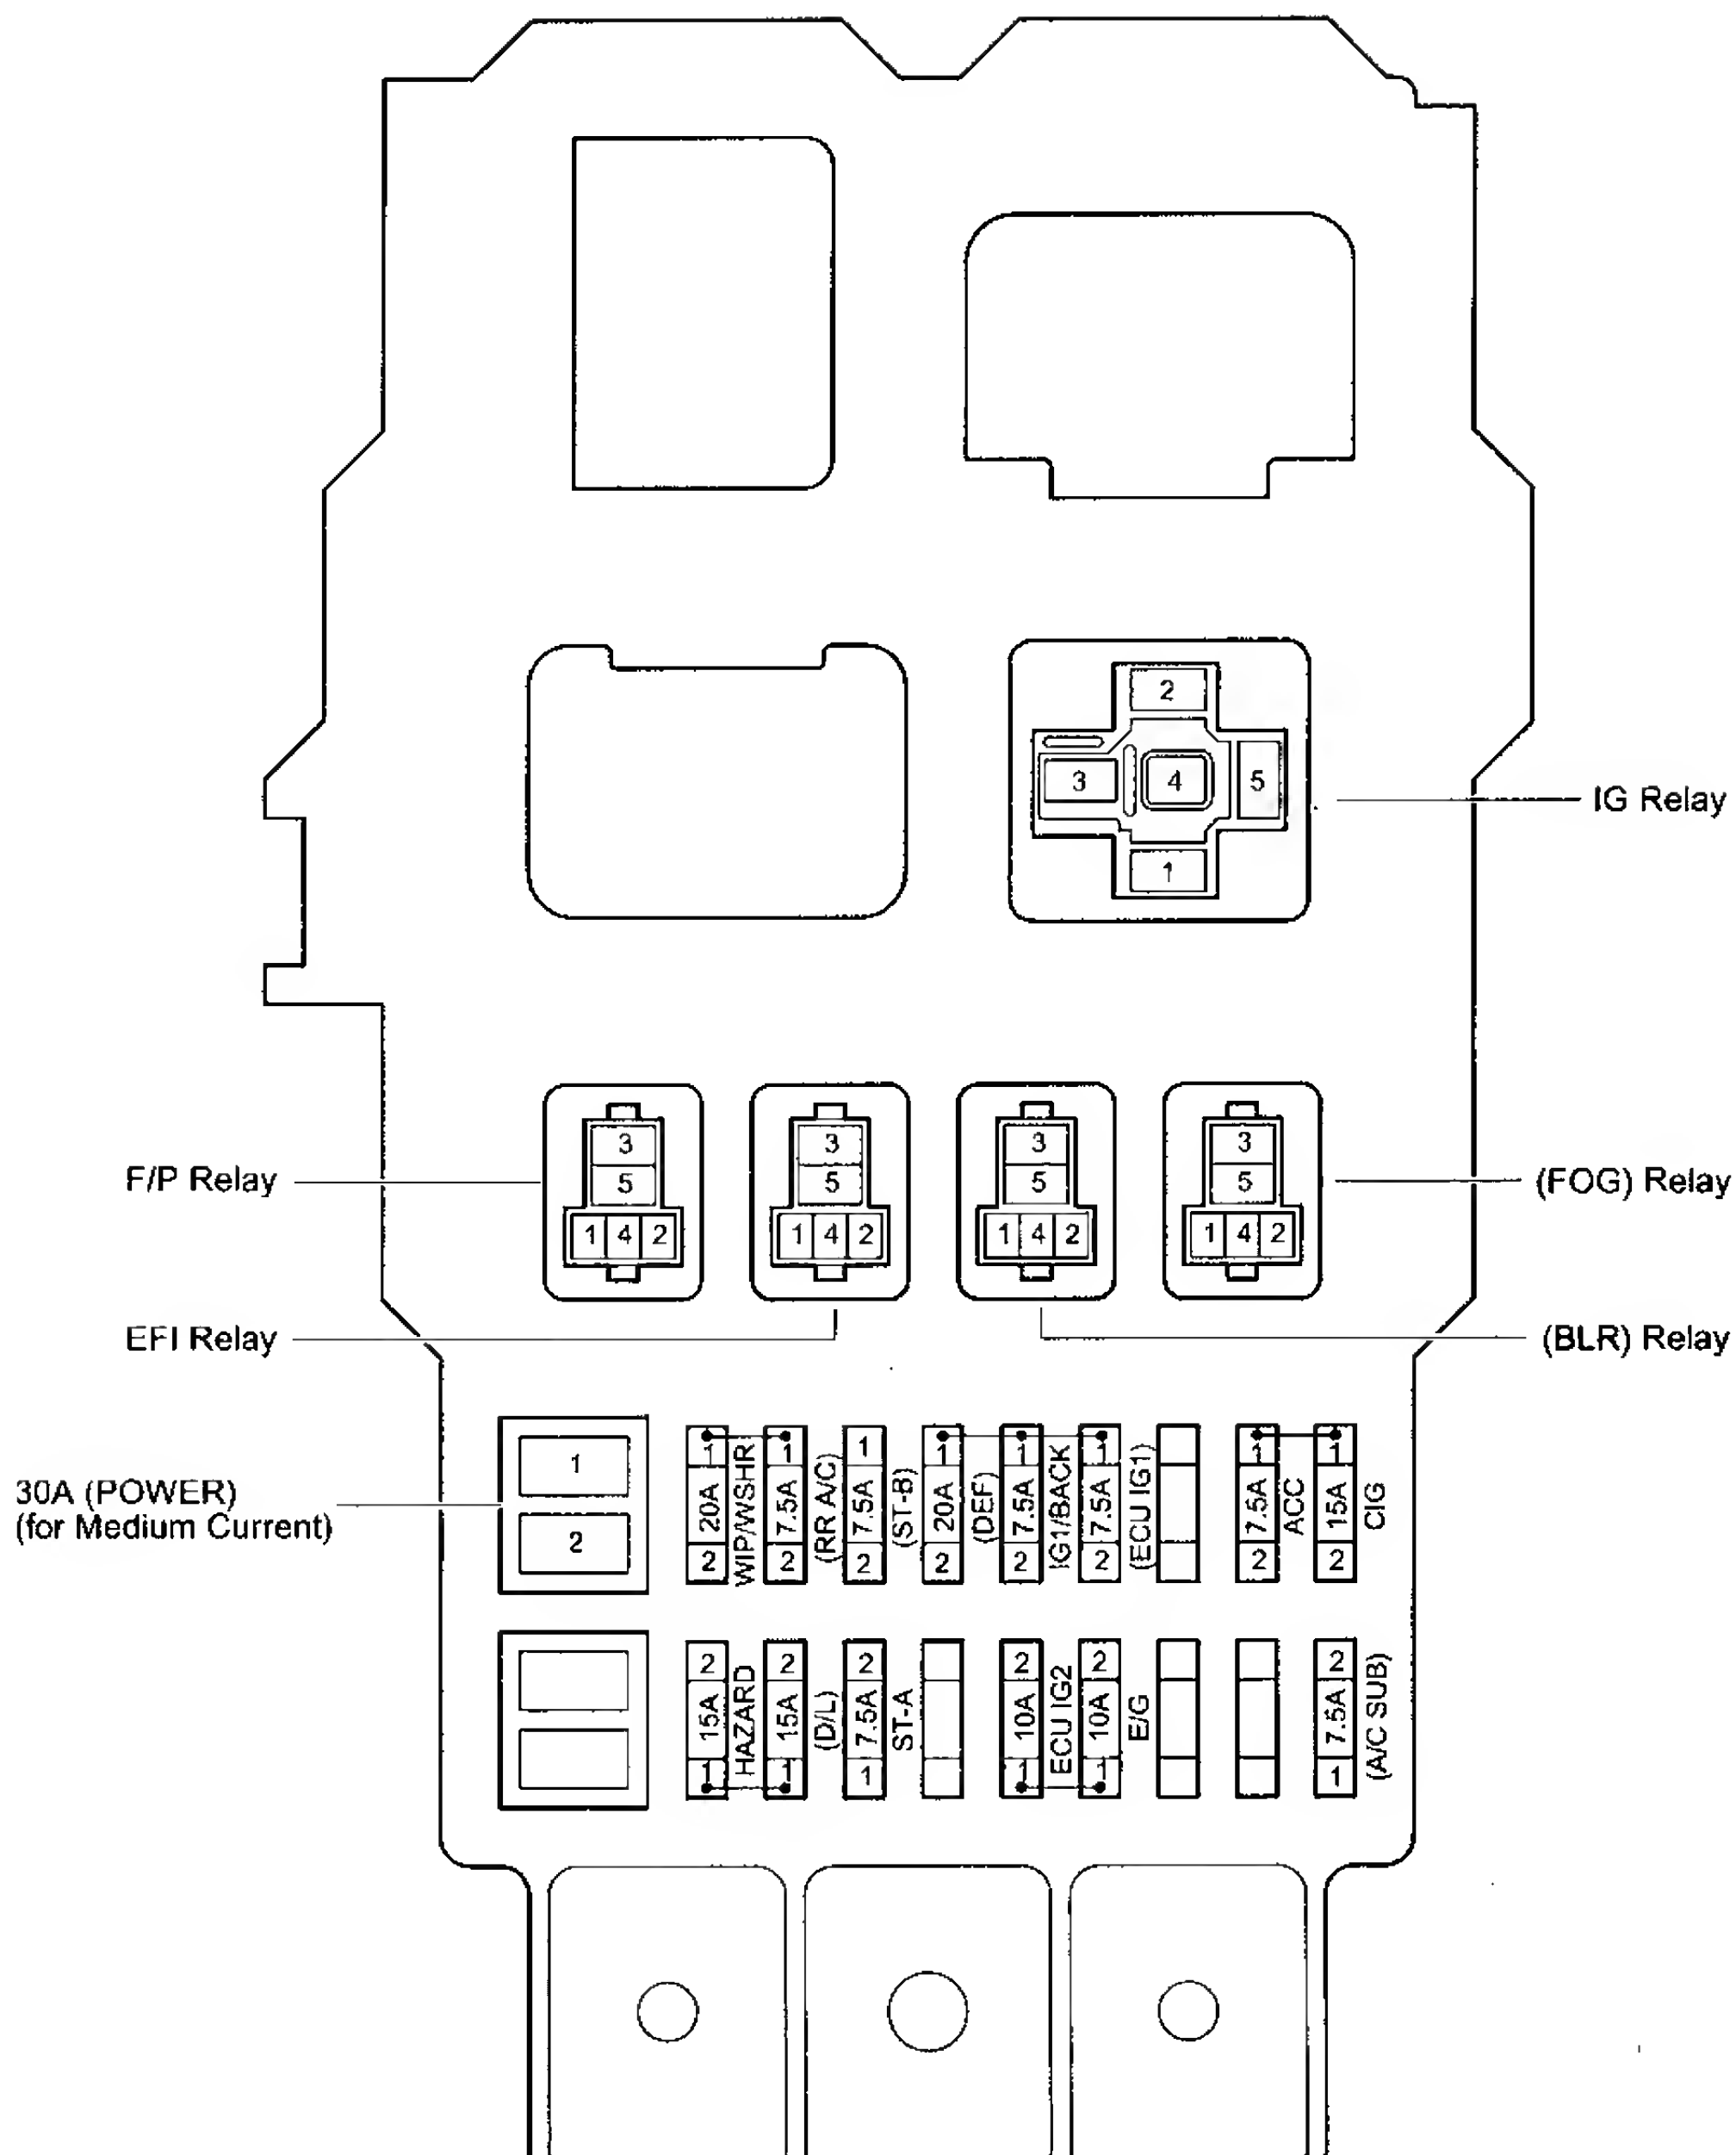 2
3 4 5
1
IG Relay
3 3 3 3
5 5 5 5
F/P Relay
(FOG) Relay
1 4 2 1 4 2 1 4 2 1 4 2
EFI Relay
(BLR) Relay
30A (POWER)
(for Medium Current)
1
2
1 20A 2 WIP/WSHR
1 7.5A 2 (RR A/C)
1 7.5A 2 (ST-B)
1 20A 2 (DEF)
1 7.5A 2 IG1/BACK
1 7.5A 2 (ECU IG1)
1 7.5A 2 ACC
1 15A 2 CIG
2 15A 1 HAZARD
2 15A 1 (D/L)
2 7.5A 1 ST-A
2 10A 1 ECU IG2
2 10A 1 E/G
2 7.5A 1 (A/C SUB)